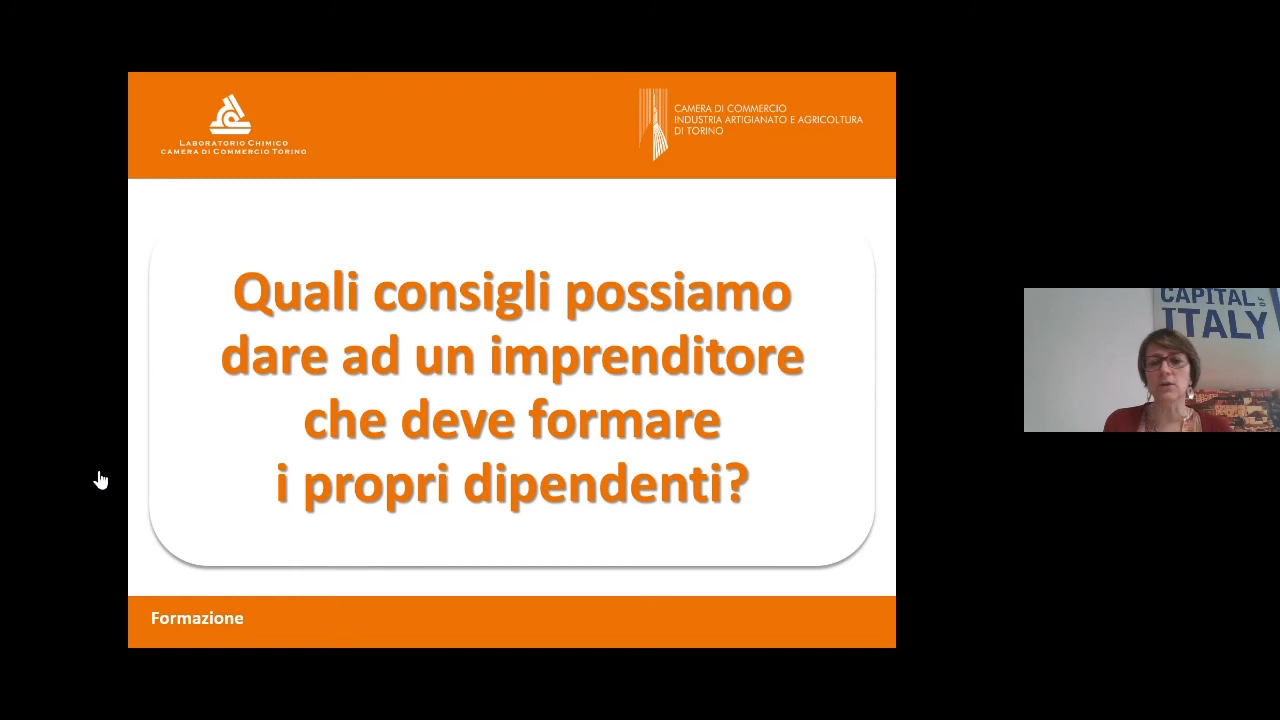 LABORATORIO CHIMICO
CAMERA DI COMMERCIO TORINO
CAMERA DI COMMERCIO
INDUSTRIA ARTIGIANATO E AGRICOLTURA
DI TORINO
Quali consigli possiamo
dare ad un imprenditore
che deve formare
i propri dipendenti?
Formazione
CAPITAL OF
ITALY